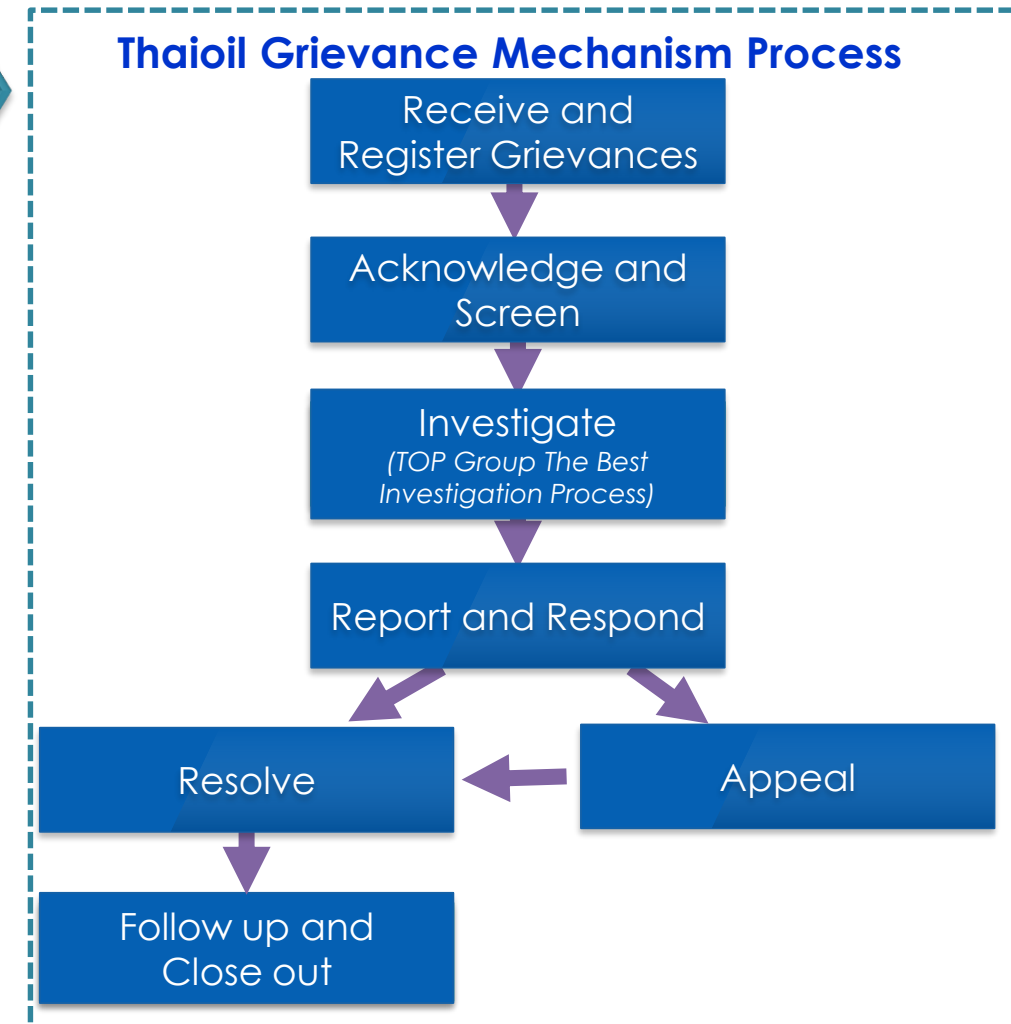 Thaioil Grievance Mechanism Process
Receive and
Register Grievances
Acknowledge and
Screen
Investigate
(TOP Group The Best
Investigation Process)
Report and Respond
Resolve
Appeal
Follow up and
Close out